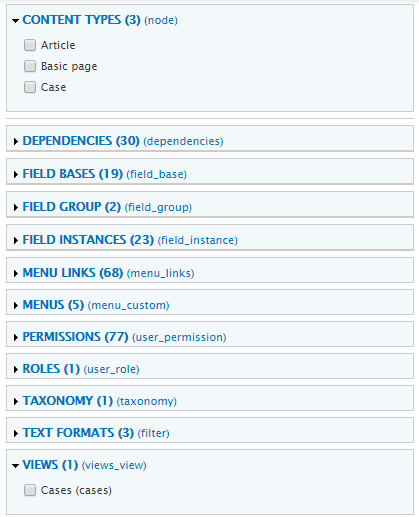 CONTENT TYPES (3) (node)
Article
Basic page
Case
DEPENDENCIES (30) (dependencies)
FIELD BASES (19) (field_base)
FIELD GROUP (2) (field_group)
FIELD INSTANCES (23) (field_instance)
MENU LINKS (68) (menu_links)
MENUS (5) (menu_custom)
PERMISSIONS (77) (user_permission)
ROLES (1) (user_role)
TAXONOMY (1) (taxonomy)
TEXT FORMATS (3) (filter)
VIEWS (1) (views_view)
Cases (cases)